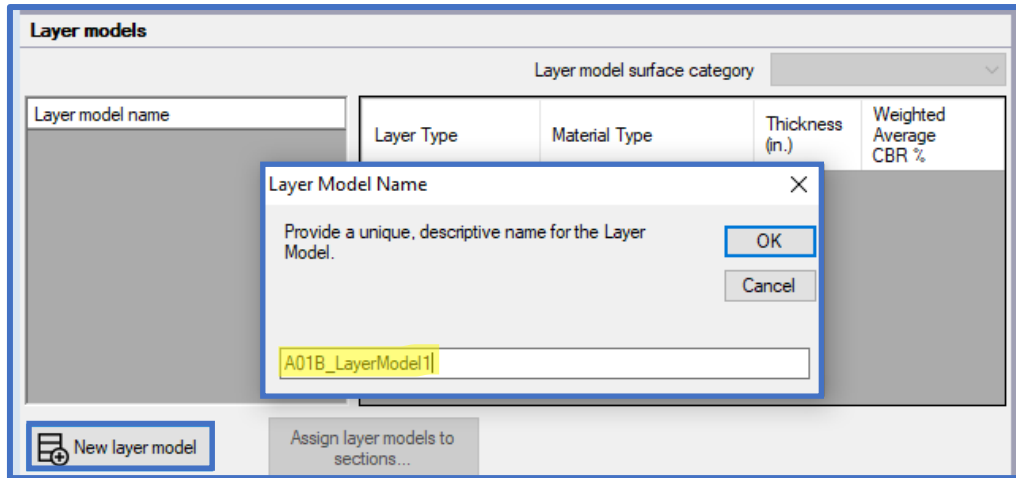 Layer models
Layer model surface category
Layer model name
Layer Type
Material Type
Thickness
(in.)
Weighted
Average
CBR %
Layer Model Name
Provide a unique, descriptive name for the Layer
Model.
OK
Cancel
A01B_LayerModel1
New layer model
Assign layer models to
sections...